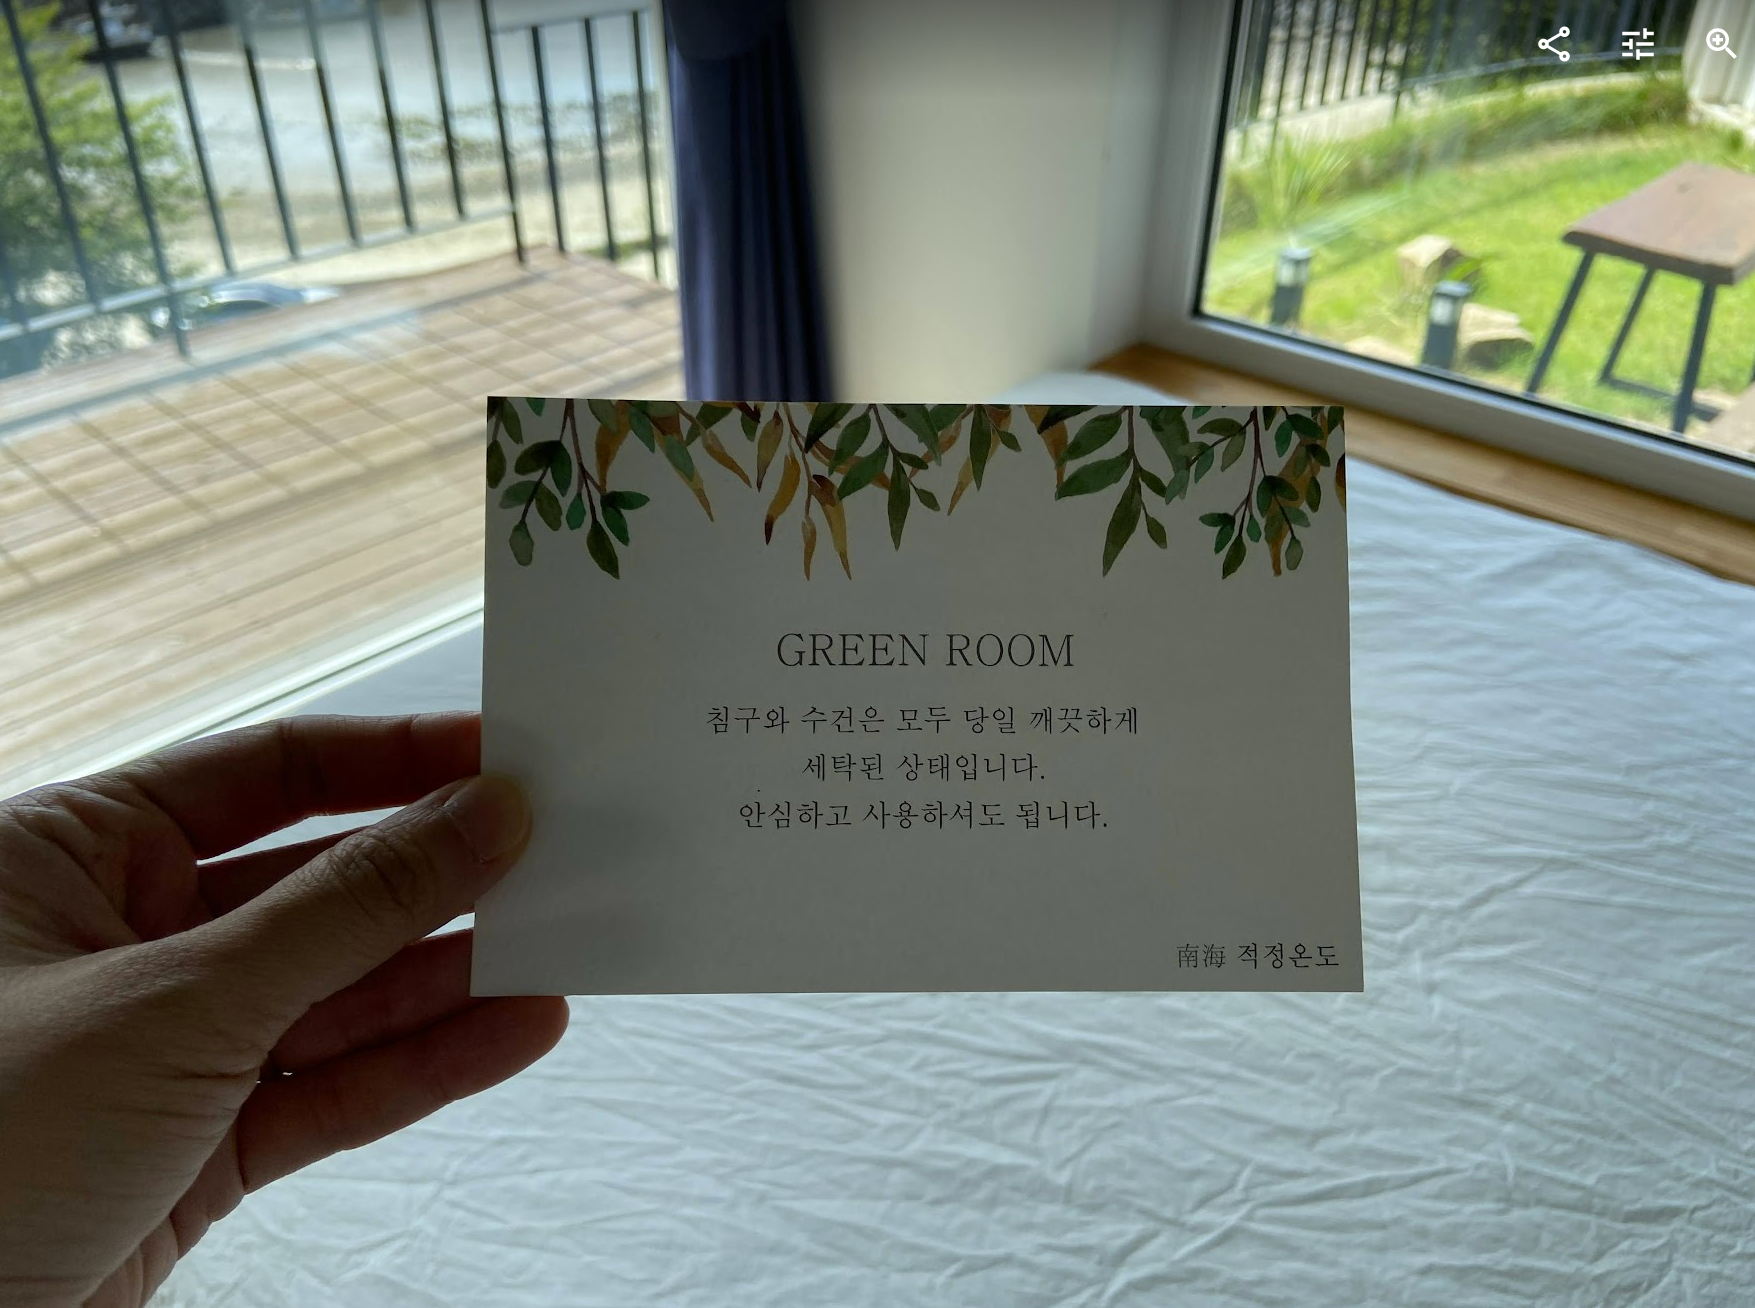 GREEN ROOM
침구와 수건은 모두 당일 깨끗하게
세탁된 상태입니다.
안심하고 사용하셔도 됩니다.
南海 적정온도